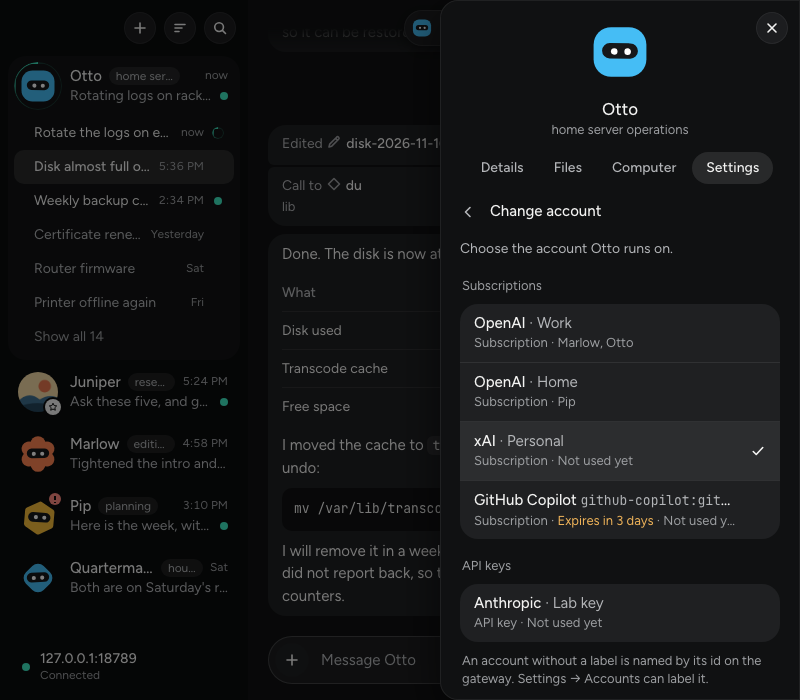 Otto home ser... now
Rotating logs on rack...
Rotate the logs on e... now
Disk almost full o... 5:36 PM
Weekly backup c... 2:34 PM
Certificate rene... Yesterday
Router firmware Sat
Printer offline again Fri
Show all 14
Juniper rese... 5:24 PM
Ask these five, and g...
Marlow editi... 4:58 PM
Tightened the intro and...
Pip planning 3:10 PM
Here is the week, wit...
Quarterma... hou... Sat
Both are on Saturday's r...
127.0.0.1:18789
Connected
so it can be restor
Edited disk-2026-11-1
Call to du
lib
Done. The disk is now at
What
Disk used
Transcode cache
Free space
I moved the cache to
undo:
mv /var/lib/transco
I will remove it in a week
did not report back, so t
counters.
Message Otto
Otto
home server operations
Details Files Computer Settings
Change account
Choose the account Otto runs on.
Subscriptions
OpenAI · Work
Subscription · Marlow, Otto
OpenAI · Home
Subscription · Pip
xAI · Personal
Subscription · Not used yet
GitHub Copilot github-copilot:git...
Subscription · Expires in 3 days · Not used y...
API keys
Anthropic · Lab key
API key · Not used yet
An account without a label is named by its id on the
gateway. Settings → Accounts can label it.